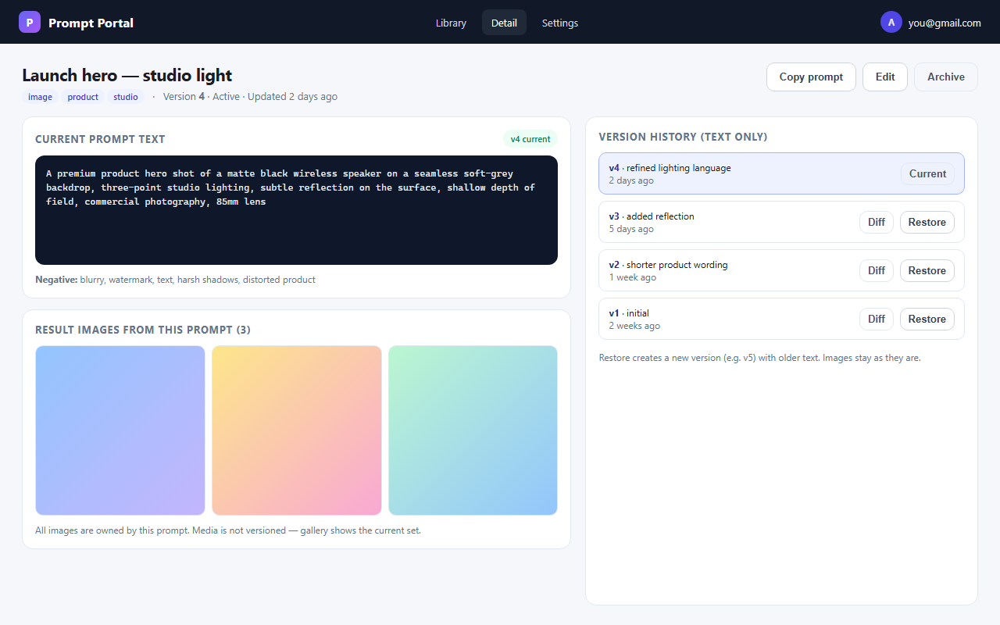 P Prompt Portal
Library Detail Settings
A you@gmail.com
Launch hero — studio light
image product studio · Version 4 · Active · Updated 2 days ago
Copy prompt Edit Archive
CURRENT PROMPT TEXT
v4 current
A premium product hero shot of a matte black wireless speaker on a seamless soft-grey
backdrop, three-point studio lighting, subtle reflection on the surface, shallow depth of
field, commercial photography, 85mm lens
Negative: blurry, watermark, text, harsh shadows, distorted product
RESULT IMAGES FROM THIS PROMPT (3)
All images are owned by this prompt. Media is not versioned — gallery shows the current set.
VERSION HISTORY (TEXT ONLY)
v4 · refined lighting language
2 days ago
Current
v3 · added reflection
5 days ago
Diff Restore
v2 · shorter product wording
1 week ago
Diff Restore
v1 · initial
2 weeks ago
Diff Restore
Restore creates a new version (e.g. v5) with older text. Images stay as they are.